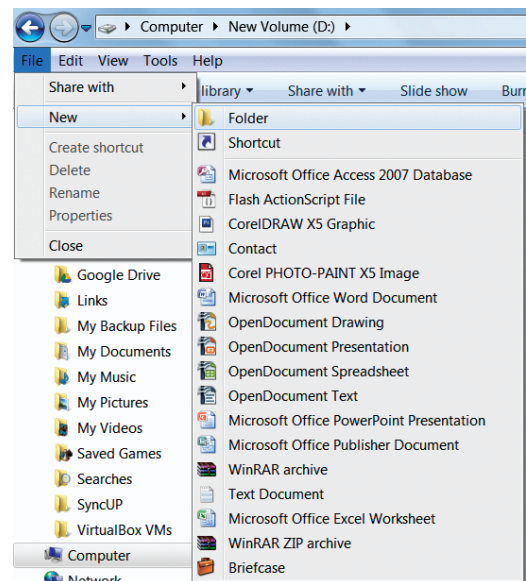 Computer ▸ New Volume (D:) ▸
File Edit View Tools Help
Share with
library Share with Slide show Burn
New
Create shortcut
Delete
Rename
Properties
Close
Folder
Shortcut
Microsoft Office Access 2007 Database
Flash ActionScript File
CorelDRAW X5 Graphic
Contact
Corel PHOTO-PAINT X5 Image
Microsoft Office Word Document
OpenDocument Drawing
OpenDocument Presentation
OpenDocument Spreadsheet
OpenDocument Text
Microsoft Office PowerPoint Presentation
Microsoft Office Publisher Document
WinRAR archive
Text Document
Microsoft Office Excel Worksheet
WinRAR ZIP archive
Briefcase
Google Drive
Links
My Backup Files
My Documents
My Music
My Pictures
My Videos
Saved Games
Searches
SyncUP
VirtualBox VMs
Computer
Network